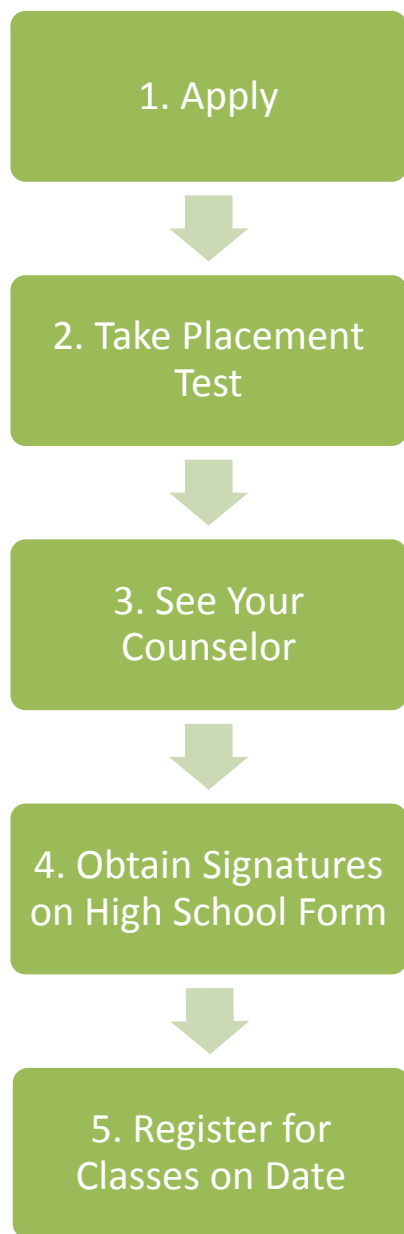 1. Apply
2. Take Placement
Test
3. See Your
Counselor
4. Obtain Signatures
on High School Form
5. Register for
Classes on Date